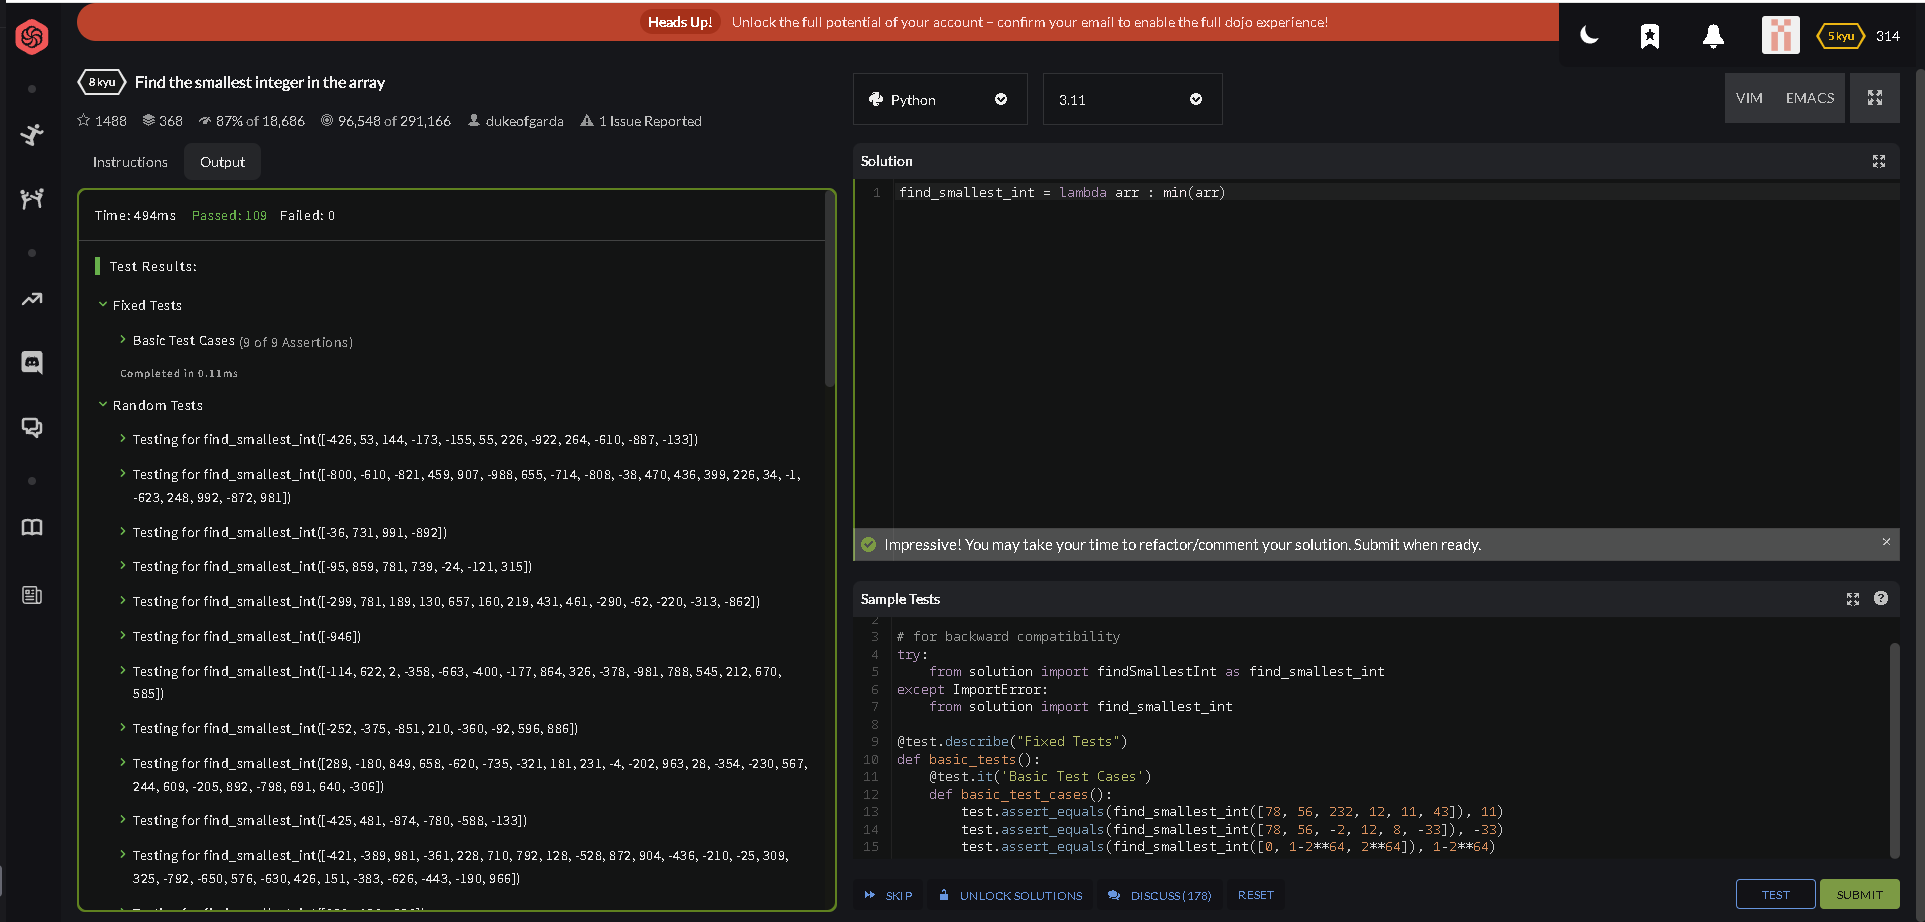 Heads Up! Unlock the full potential of your account – confirm your email to enable the full dojo experience!
5 kyu 314
8 kyu Find the smallest integer in the array
1488 368 87% of 18,686 96,548 of 291,166 dukeofgarda 1 Issue Reported
Instructions Output
Time: 494ms Passed: 109 Failed: 0
Test Results:
Fixed Tests
Basic Test Cases (9 of 9 Assertions)
Completed in 0.11ms
Random Tests
Testing for find_smallest_int([-426, 53, 144, -173, -155, 55, 226, -922, 264, -610, -887, -133])
Testing for find_smallest_int([-800, -610, -821, 459, 907, -988, 655, -714, -808, -38, 470, 436, 399, 226, 34, -1,
-623, 248, 992, -872, 981])
Testing for find_smallest_int([-36, 731, 991, -892])
Testing for find_smallest_int([-95, 859, 781, 739, -24, -121, 315])
Testing for find_smallest_int([-299, 781, 189, 130, 657, 160, 219, 431, 461, -290, -62, -220, -313, -862])
Testing for find_smallest_int([-946])
Testing for find_smallest_int([-114, 622, 2, -358, -663, -400, -177, 864, 326, -378, -981, 788, 545, 212, 670,
585])
Testing for find_smallest_int([-252, -375, -851, 210, -360, -92, 596, 886])
Testing for find_smallest_int([289, -180, 849, 658, -620, -735, -321, 181, 231, -4, -202, 963, 28, -354, -230, 567,
244, 609, -205, 892, -798, 691, 640, -306])
Testing for find_smallest_int([-425, 481, -874, -780, -588, -133])
Testing for find_smallest_int([-421, -389, 981, -361, 228, 710, 792, 128, -528, 872, 904, -436, -210, -25, 309,
325, -792, -650, 576, -630, 426, 151, -383, -626, -443, -190, 966])
Python 3.11 VIM EMACS
Solution
1 find_smallest_int = lambda arr : min(arr)
Impressive! You may take your time to refactor/comment your solution. Submit when ready.
Sample Tests
2
3 # for backward compatibility
4 try:
5 from solution import findSmallestInt as find_smallest_int
6 except ImportError:
7 from solution import find_smallest_int
8
9 @test.describe("Fixed Tests")
10 def basic_tests():
11 @test.it('Basic Test Cases')
12 def basic_test_cases():
13 test.assert_equals(find_smallest_int([78, 56, 232, 12, 11, 43]), 11)
14 test.assert_equals(find_smallest_int([78, 56, -2, 12, 8, -33]), -33)
15 test.assert_equals(find_smallest_int([0, 1-2**64, 2**64]), 1-2**64)
SKIP UNLOCK SOLUTIONS DISCUSS (178) RESET TEST SUBMIT